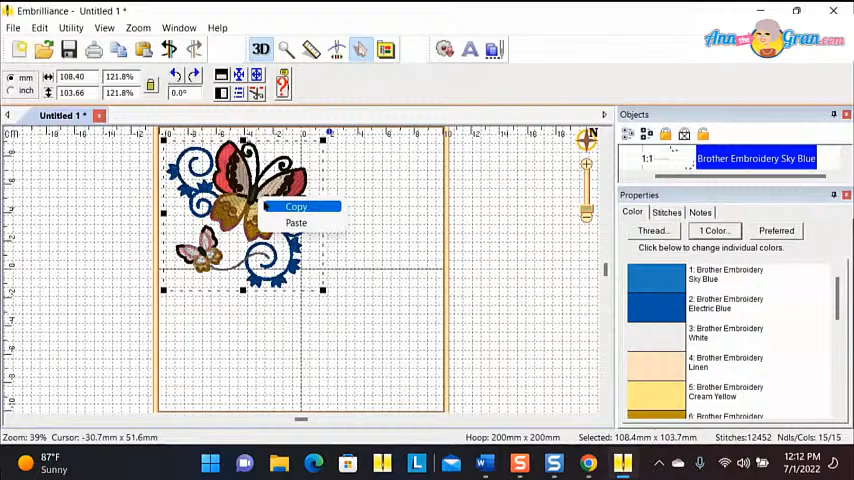 Embrilliance - Untitled 1 *
File Edit Utility View Zoom Window Help
Ann the Gran.com
3D
mm 108.40 121.8%
inch 103.66 121.8% 0.0°
Untitled 1 *
Objects
1:1 Brother Embroidery Sky Blue
cm
N
Copy
Paste
Properties
Color Stitches Notes
Thread... 1 Color... Preferred
Click below to change individual colors.
1: Brother Embroidery
Sky Blue
2: Brother Embroidery
Electric Blue
3: Brother Embroidery
White
4: Brother Embroidery
Linen
5: Brother Embroidery
Cream Yellow
6: Brother Embroidery
Zoom: 39% Cursor: -30.7mm x 51.6mm Hoop: 200mm x 200mm Selected: 108.4mm x 103.7mm Stitches:12452 Ndls/Cols: 15/15
87°F
Sunny
12:12 PM
7/1/2022